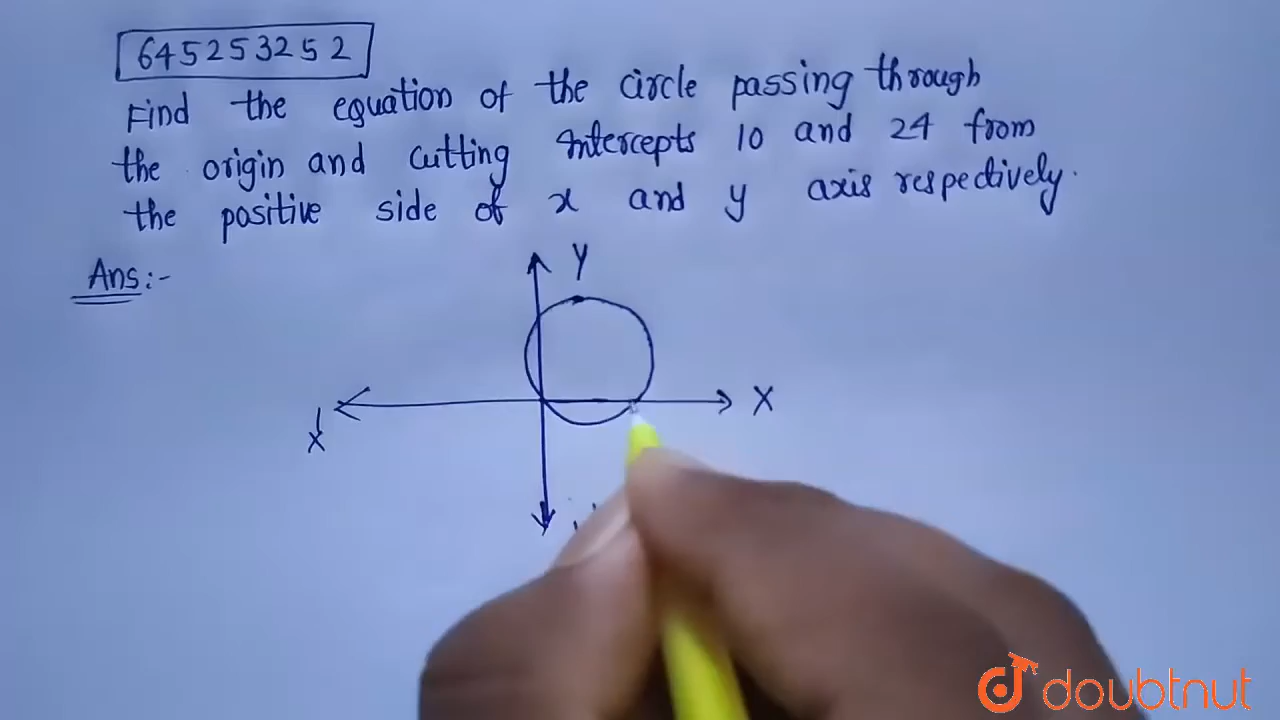 645253252
Find the equation of the circle passing through
the origin and cutting Intercepts 10 and 24 from
the positive side of x and y axis respectively.
Ans:-
Y
X
X'
doubtnut